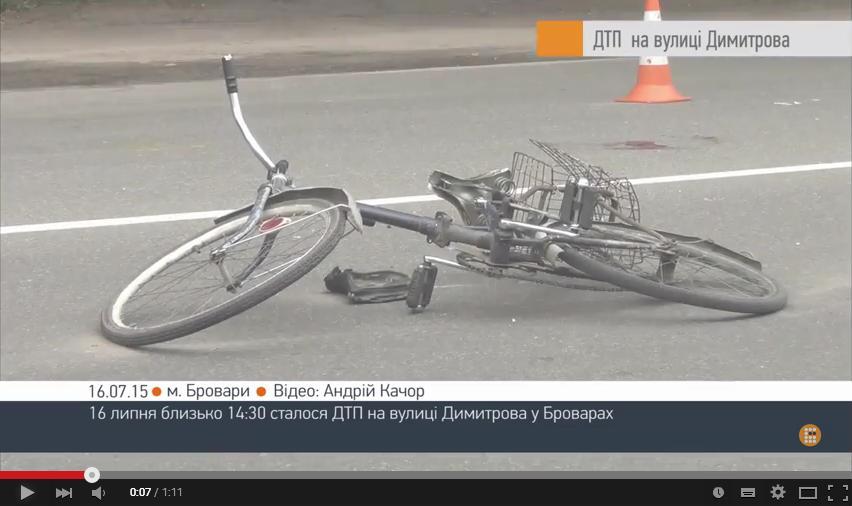 ДТП на вулиці Димитрова
16.07.15 ● м. Бровари ● Відео: Андрій Качор
16 липня близько 14:30 сталося ДТП на вулиці Димитрова у Броварах
0:07 / 1:11